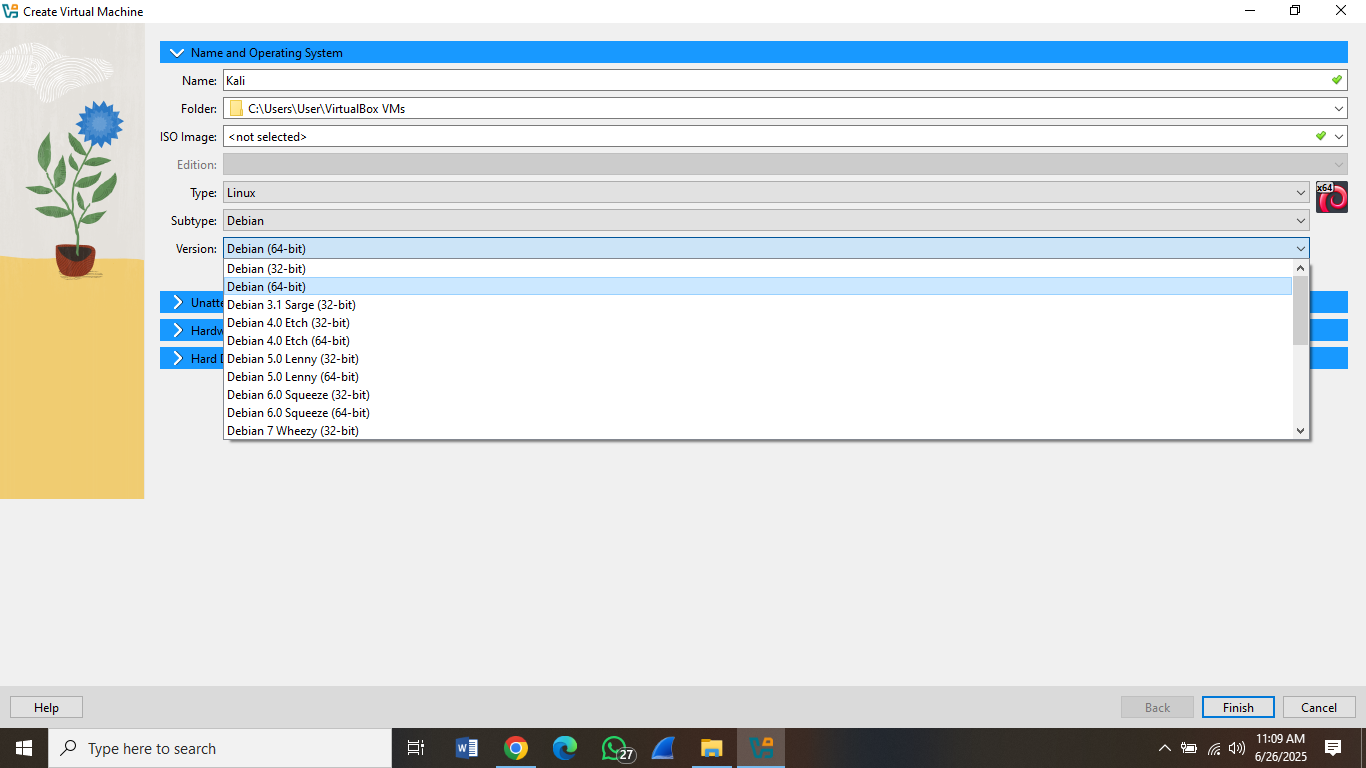 Create Virtual Machine
Name and Operating System
Name: Kali
Folder: C:\Users\User\VirtualBox VMs
ISO Image: <not selected>
Edition:
Type: Linux
x64
Subtype: Debian
Version: Debian (64-bit)
Debian (32-bit)
Debian (64-bit)
Unatte
Debian 3.1 Sarge (32-bit)
Debian 4.0 Etch (32-bit)
Hardw
Debian 4.0 Etch (64-bit)
Hard D
Debian 5.0 Lenny (32-bit)
Debian 5.0 Lenny (64-bit)
Debian 6.0 Squeeze (32-bit)
Debian 6.0 Squeeze (64-bit)
Debian 7 Wheezy (32-bit)
Help Back Finish Cancel
Type here to search
27
11:09 AM
6/26/2025